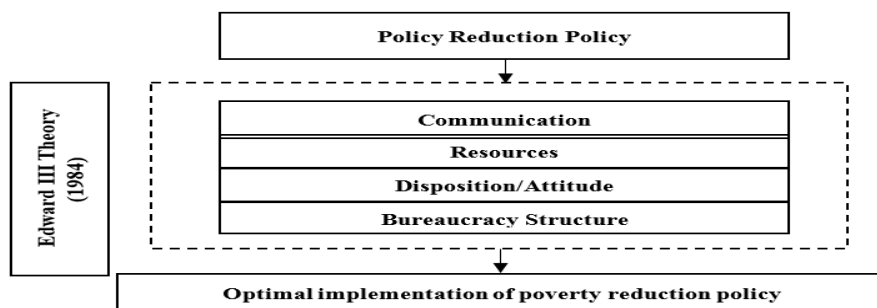 Policy Reduction Policy
Edward III Theory
(1984)
Communication
Resources
Disposition/Attitude
Bureaucracy Structure
Optimal implementation of poverty reduction policy